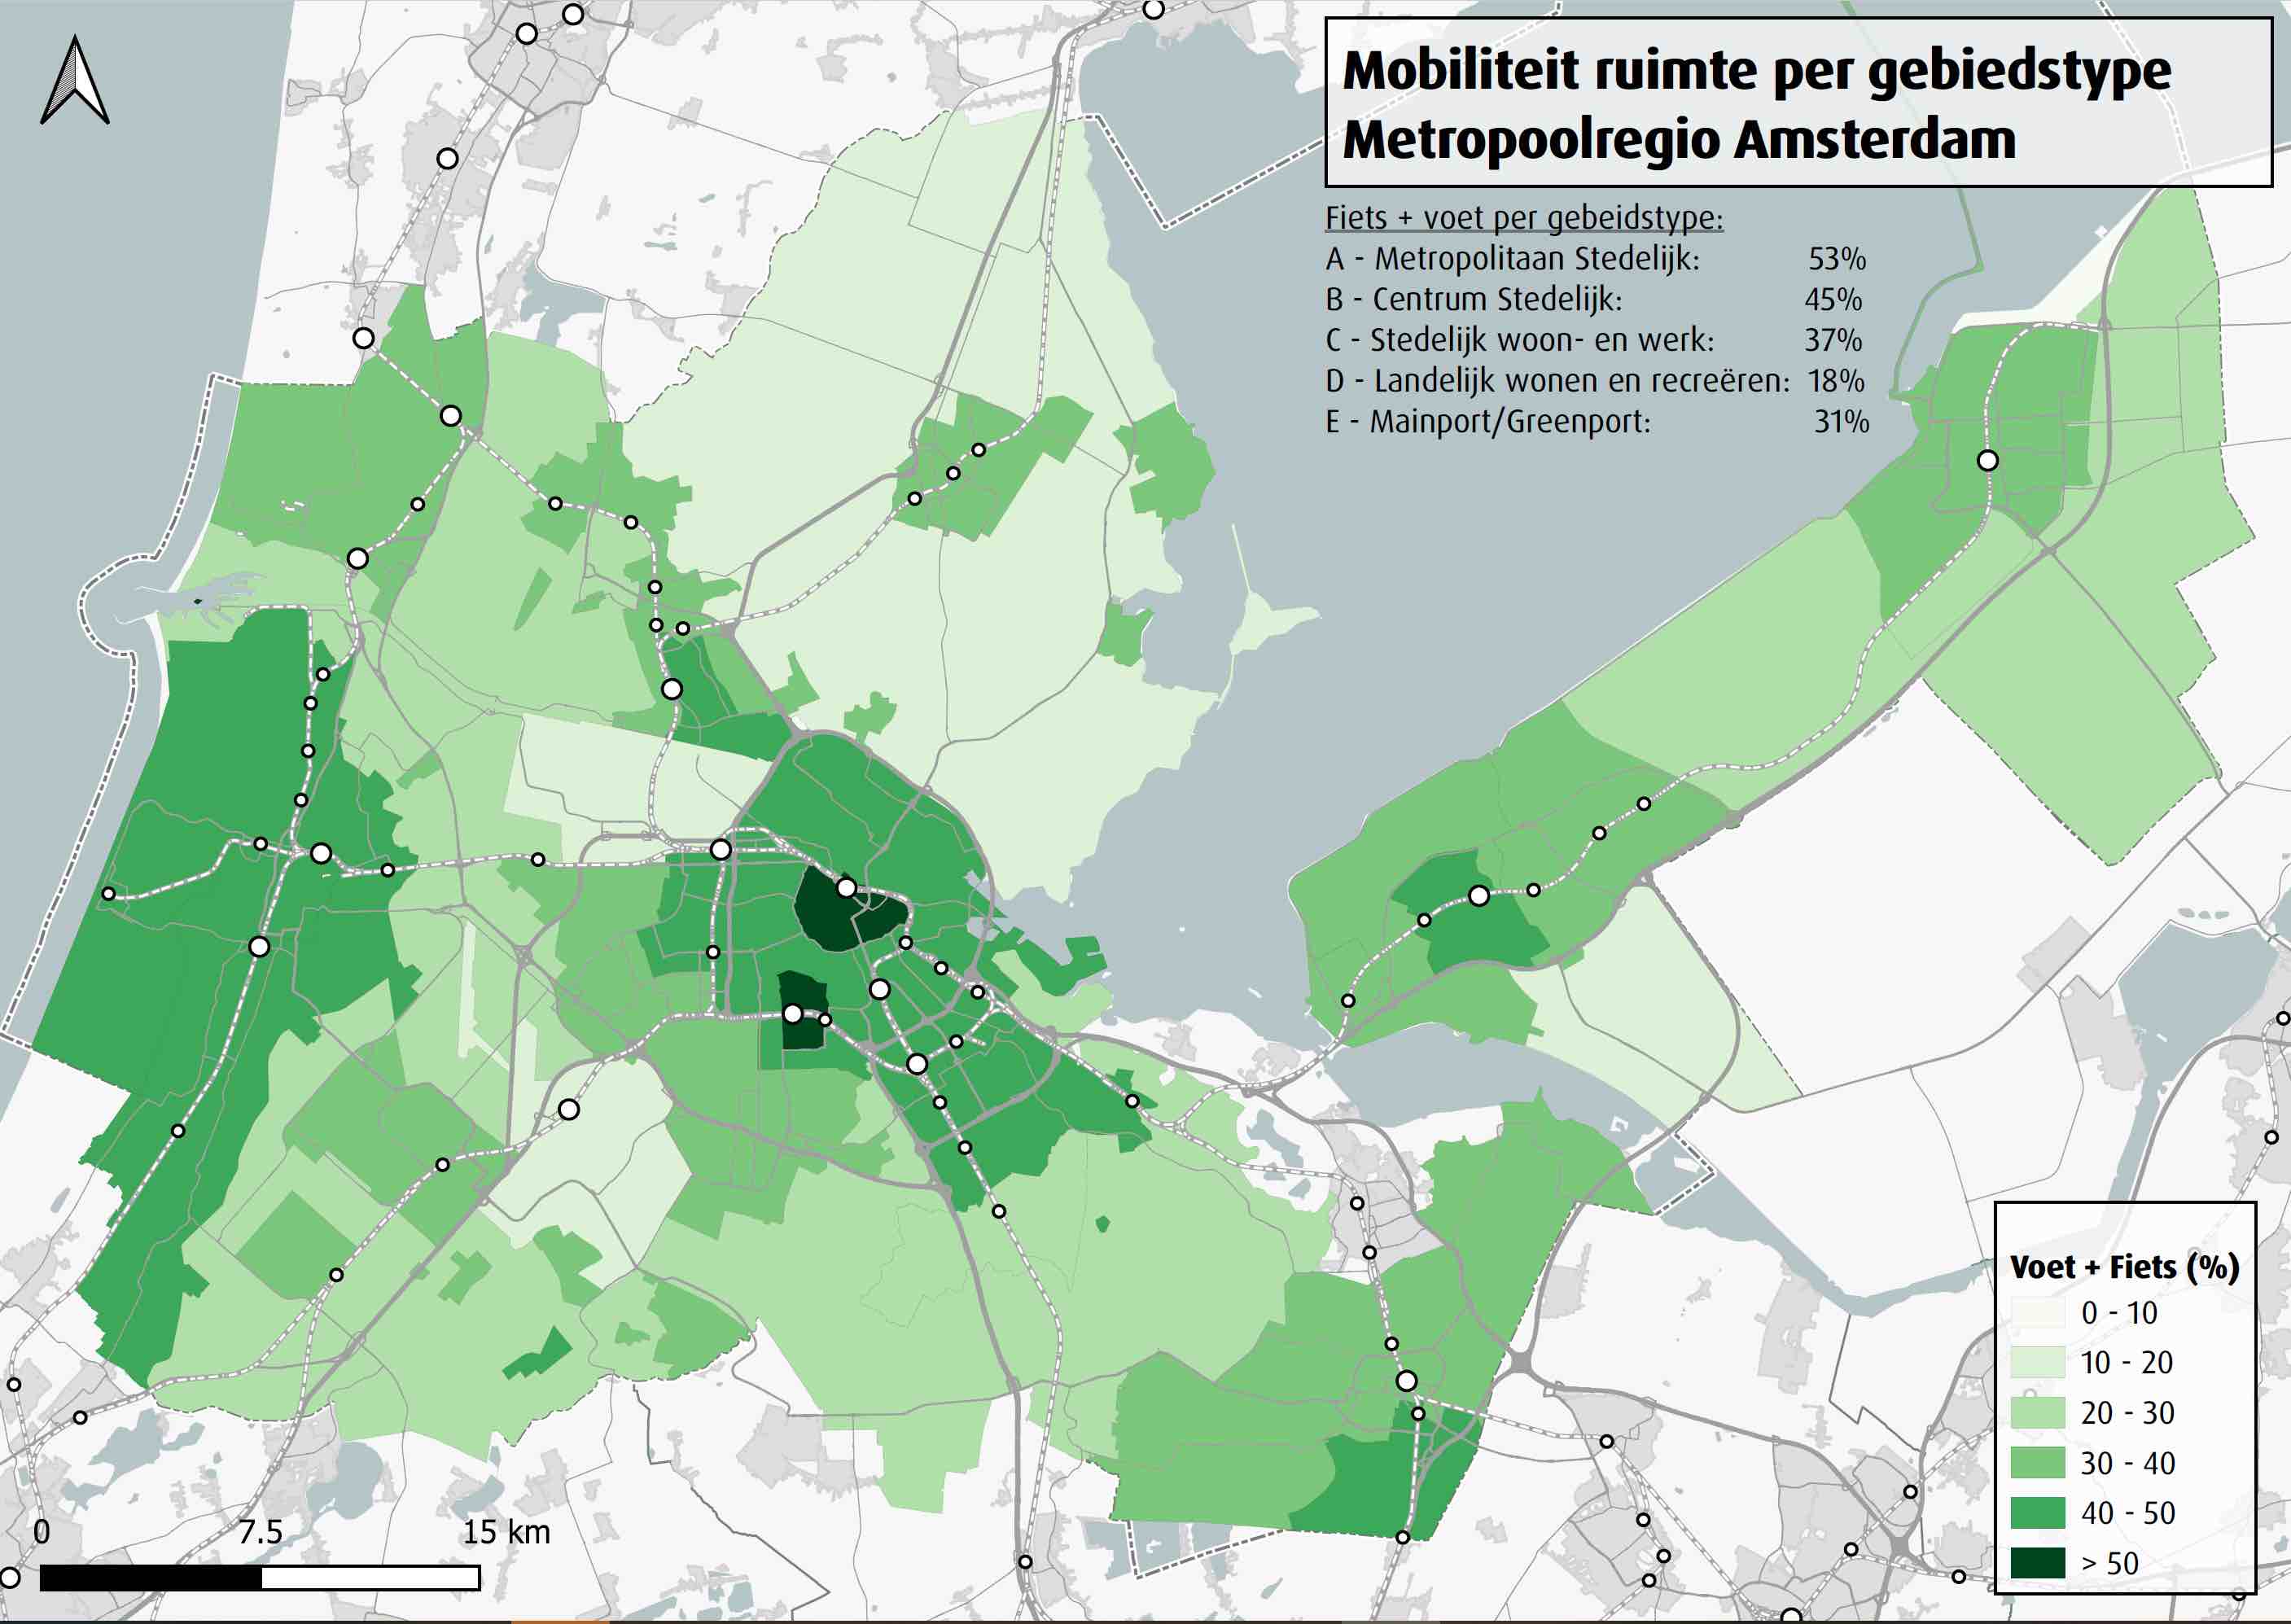 Mobiliteit ruimte per gebiedstype
Metropoolregio Amsterdam
Fiets + voet per gebeidstype:
A - Metropolitaan Stedelijk: 53%
B - Centrum Stedelijk: 45%
C - Stedelijk woon- en werk: 37%
D - Landelijk wonen en recreëren: 18%
E - Mainport/Greenport: 31%
Voet + Fiets (%)
0 - 10
10 - 20
20 - 30
30 - 40
40 - 50
> 50
0 7.5 15 km